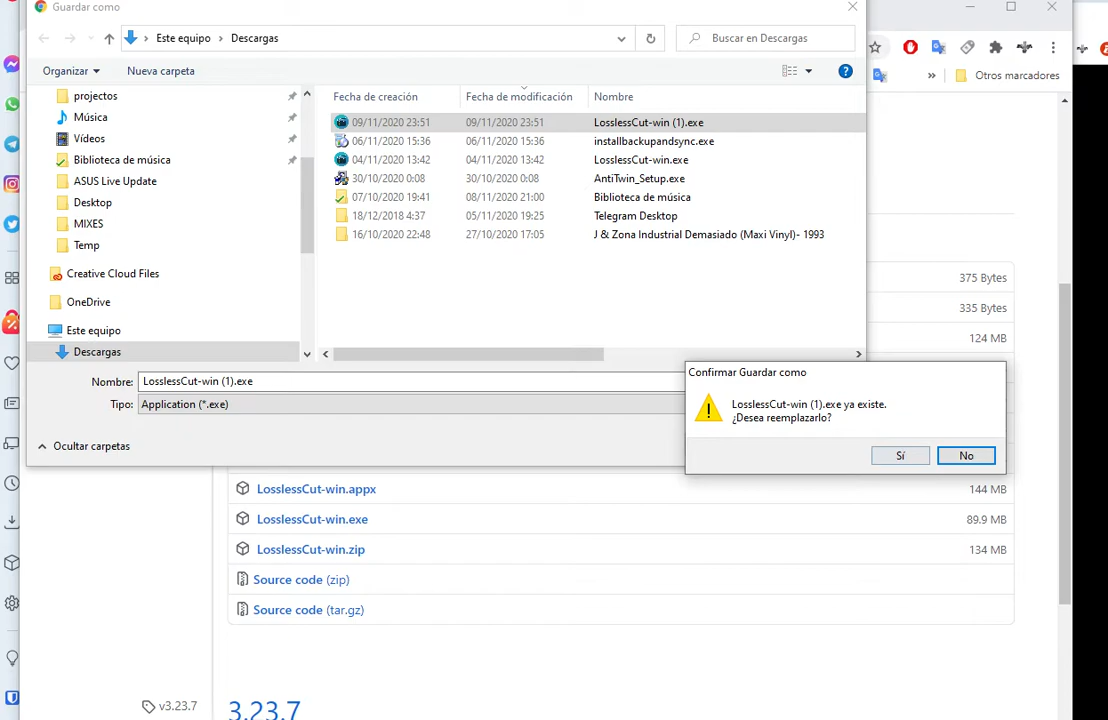 Guardar como
Este equipo > Descargas
Buscar en Descargas
Organizar
Nueva carpeta
?
Otros marcadores
projectos
Música
Vídeos
Biblioteca de música
ASUS Live Update
Desktop
MIXES
Temp
Creative Cloud Files
OneDrive
Este equipo
Descargas
Fecha de creación Fecha de modificación Nombre
09/11/2020 23:51 09/11/2020 23:51 LosslessCut-win (1).exe
06/11/2020 15:36 06/11/2020 15:36 installbackupandsync.exe
04/11/2020 13:42 04/11/2020 13:42 LosslessCut-win.exe
30/10/2020 0:08 30/10/2020 0:08 AntiTwin_Setup.exe
07/10/2020 19:41 08/11/2020 21:00 Biblioteca de música
18/12/2018 4:37 05/11/2020 19:25 Telegram Desktop
16/10/2020 22:48 27/10/2020 17:05 J & Zona Industrial Demasiado (Maxi Vinyl)- 1993
375 Bytes
335 Bytes
124 MB
Nombre: LosslessCut-win (1).exe
Tipo: Application (*.exe)
Ocultar carpetas
Confirmar Guardar como
LosslessCut-win (1).exe ya existe.
¿Desea reemplazarlo?
Sí
No
LosslessCut-win.appx 144 MB
LosslessCut-win.exe 89.9 MB
LosslessCut-win.zip 134 MB
Source code (zip)
Source code (tar.gz)
v3.23.7
3.23.7